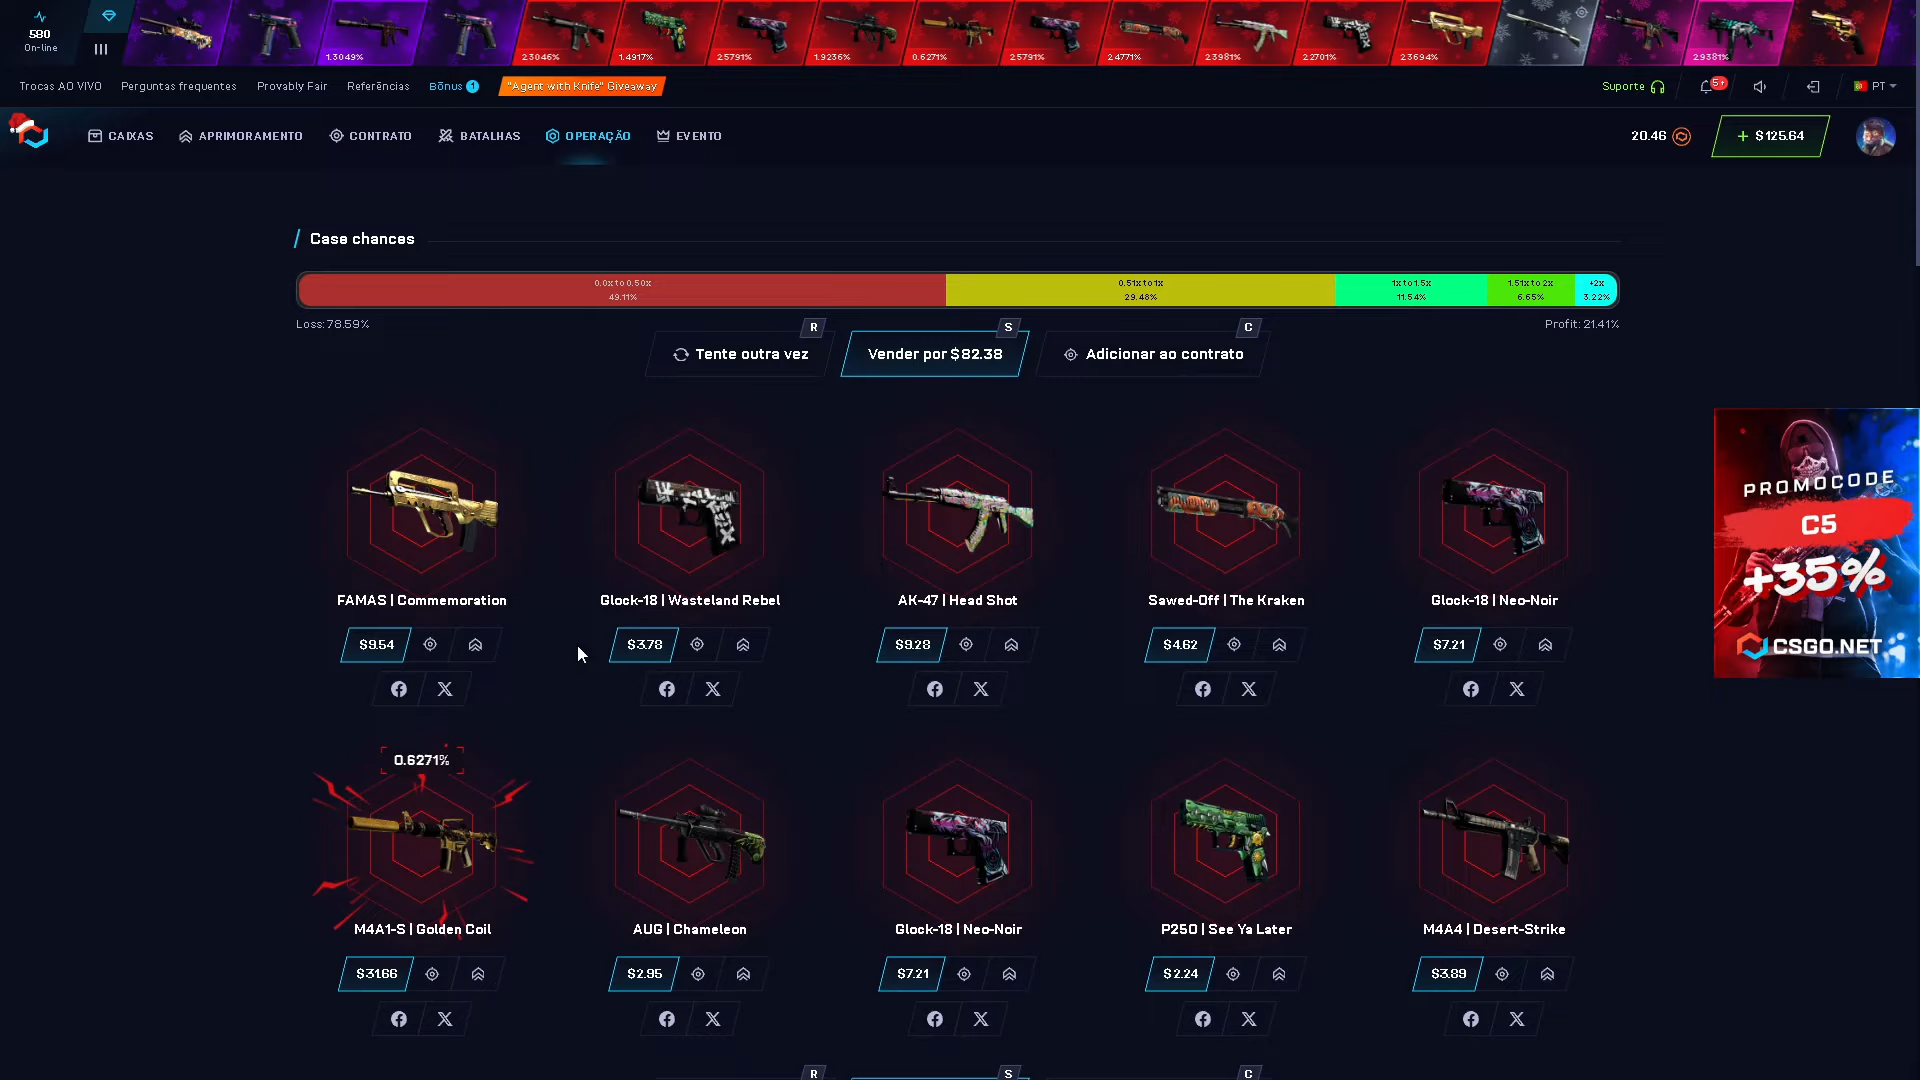 580
On-line
1.3049%
2.3046%
1.4917%
2.5791%
1.9236%
0.6271%
2.5791%
2.4771%
2.3981%
2.2701%
2.3694%
2.9381%
Trocas AO VIVO
Perguntas frequentes
Provably Fair
Referências
Bônus 1
"Agent with Knife" Giveaway
Suporte
5+
PT
CAIXAS
APRIMORAMENTO
CONTRATO
BATALHAS
OPERAÇÃO
EVENTO
20.46
+ $ 125.64
Case chances
0.0x to 0.50x
49.11%
0.51x to 1x
29.48%
1x to 1.5x
11.54%
1.51x to 2x
6.65%
+2x
3.22%
Loss: 78.59%
Profit: 21.41%
R
Tente outra vez
S
Vender por $ 82.38
C
Adicionar ao contrato
FAMAS | Commemoration
Glock-18 | Wasteland Rebel
AK-47 | Head Shot
Sawed-Off | The Kraken
Glock-18 | Neo-Noir
$9.54
$3.78
$9.28
$4.62
$7.21
PROMOCODE
C5
+35%
CSGO.NET
0.6271%
M4A1-S | Golden Coil
AUG | Chameleon
Glock-18 | Neo-Noir
P250 | See Ya Later
M4A4 | Desert-Strike
$31.66
$2.95
$7.21
$2.24
$3.89
R
S
C